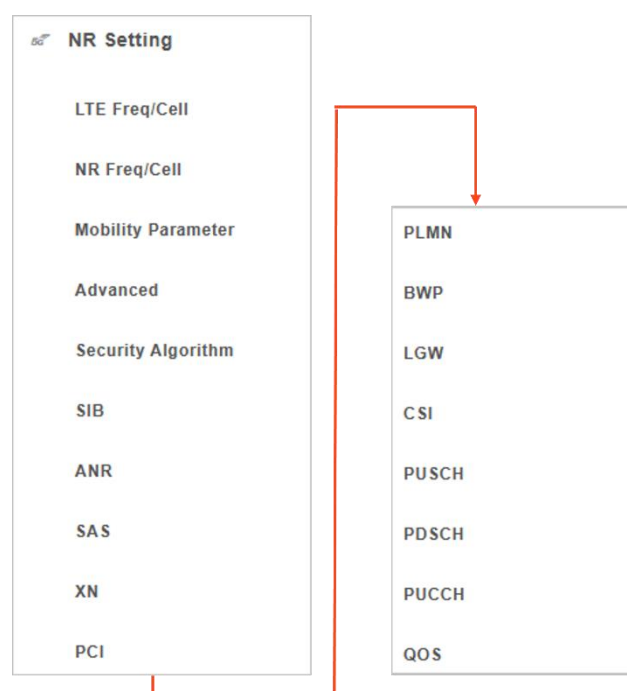 5G NR Setting
LTE Freq/Cell
NR Freq/Cell
Mobility Parameter
Advanced
Security Algorithm
SIB
ANR
SAS
XN
PCI
PLMN
BWP
LGW
CSI
PUSCH
PDSCH
PUCCH
QOS